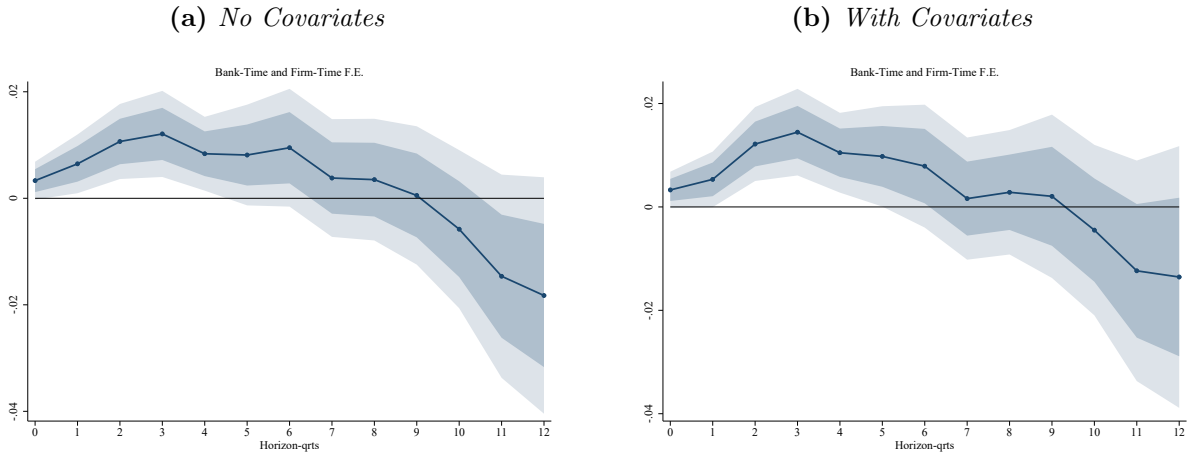 (a) No Covariates
Bank-Time and Firm-Time F.E.
.02
0
-.02
-.04
0 1 2 3 4 5 6 7 8 9 10 11 12
Horizon-qrts
(b) With Covariates
Bank-Time and Firm-Time F.E.
.02
0
-.02
-.04
0 1 2 3 4 5 6 7 8 9 10 11 12
Horizon-qrts